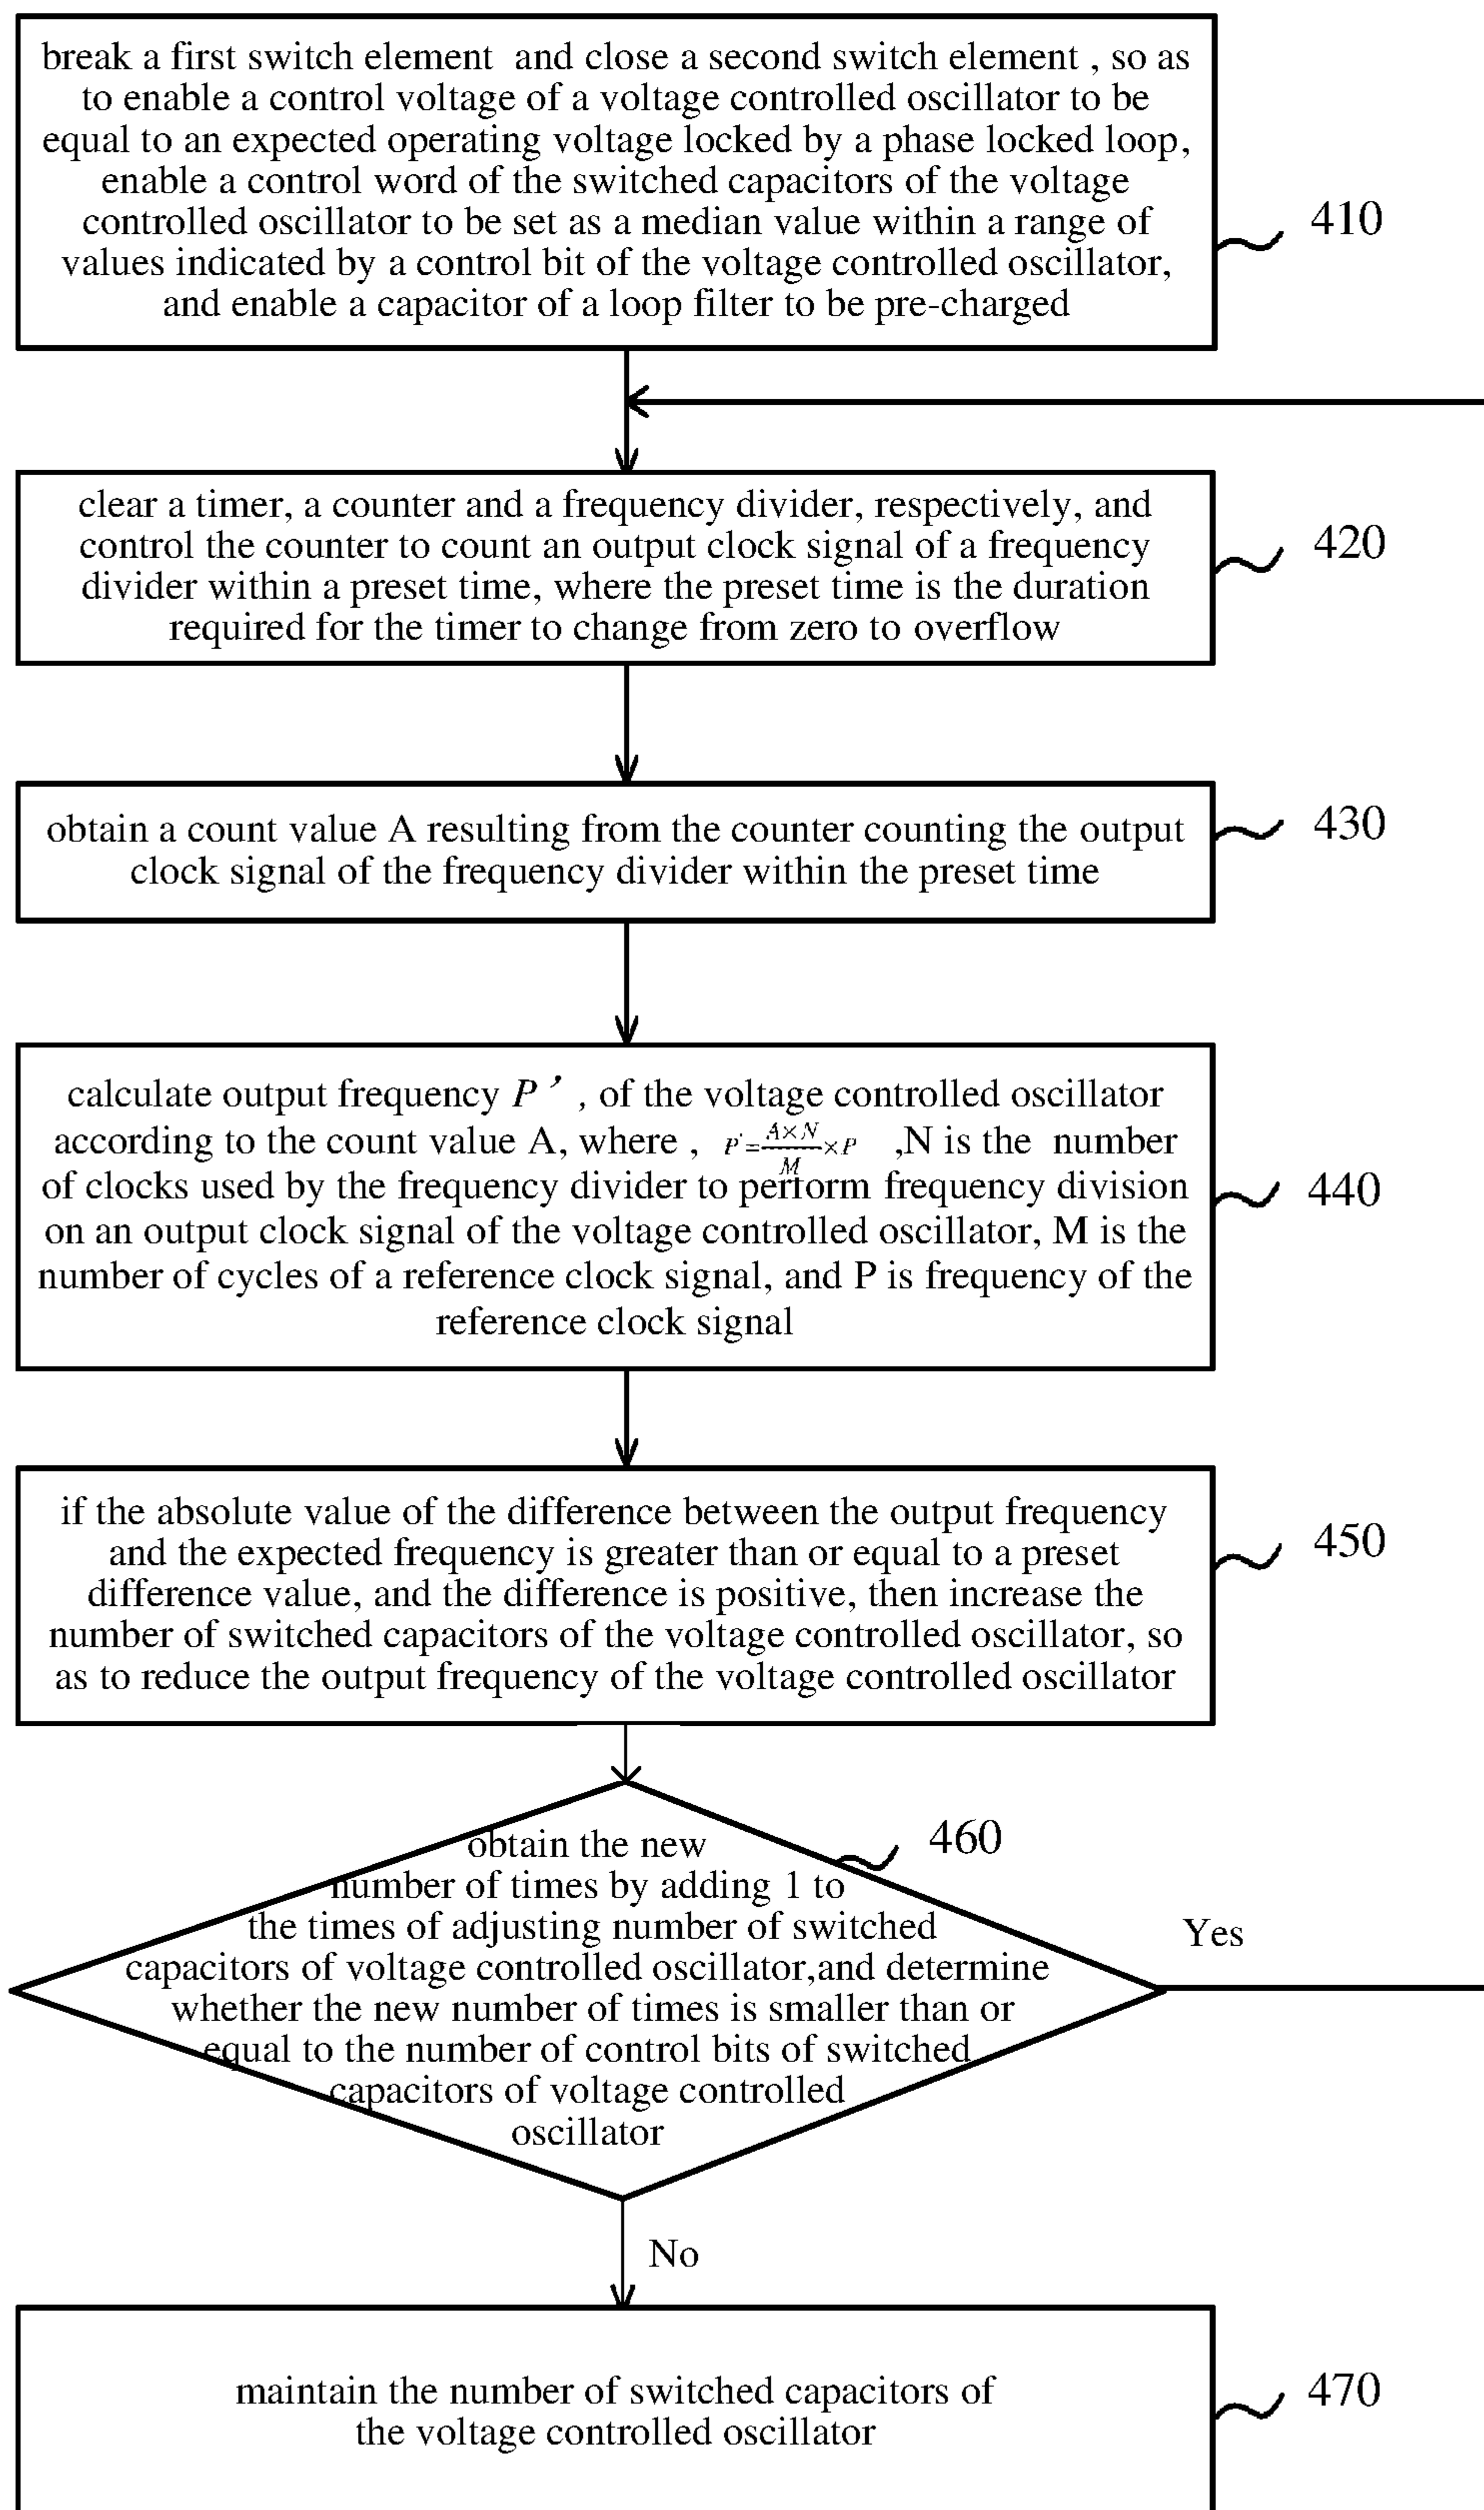 break a first switch element and close a second switch element , so as
to enable a control voltage of a voltage controlled oscillator to be
equal to an expected operating voltage locked by a phase locked loop,
enable a control word of the switched capacitors of the voltage
controlled oscillator to be set as a median value within a range of
values indicated by a control bit of the voltage controlled oscillator,
and enable a capacitor of a loop filter to be pre-charged
410
clear a timer, a counter and a frequency divider, respectively, and
control the counter to count an output clock signal of a frequency
divider within a preset time, where the preset time is the duration
required for the timer to change from zero to overflow
420
obtain a count value A resulting from the counter counting the output
clock signal of the frequency divider within the preset time
430
calculate output frequency P ’ , of the voltage controlled oscillator
according to the count value A, where , P'=A×N/M×P ,N is the number
of clocks used by the frequency divider to perform frequency division
on an output clock signal of the voltage controlled oscillator, M is the
number of cycles of a reference clock signal, and P is frequency of the
reference clock signal
440
if the absolute value of the difference between the output frequency
and the expected frequency is greater than or equal to a preset
difference value, and the difference is positive, then increase the
number of switched capacitors of the voltage controlled oscillator, so
as to reduce the output frequency of the voltage controlled oscillator
450
obtain the new
number of times by adding 1 to
the times of adjusting number of switched
capacitors of voltage controlled oscillator,and determine
whether the new number of times is smaller than or
equal to the number of control bits of switched
capacitors of voltage controlled
oscillator
460
Yes
No
maintain the number of switched capacitors of
the voltage controlled oscillator
470